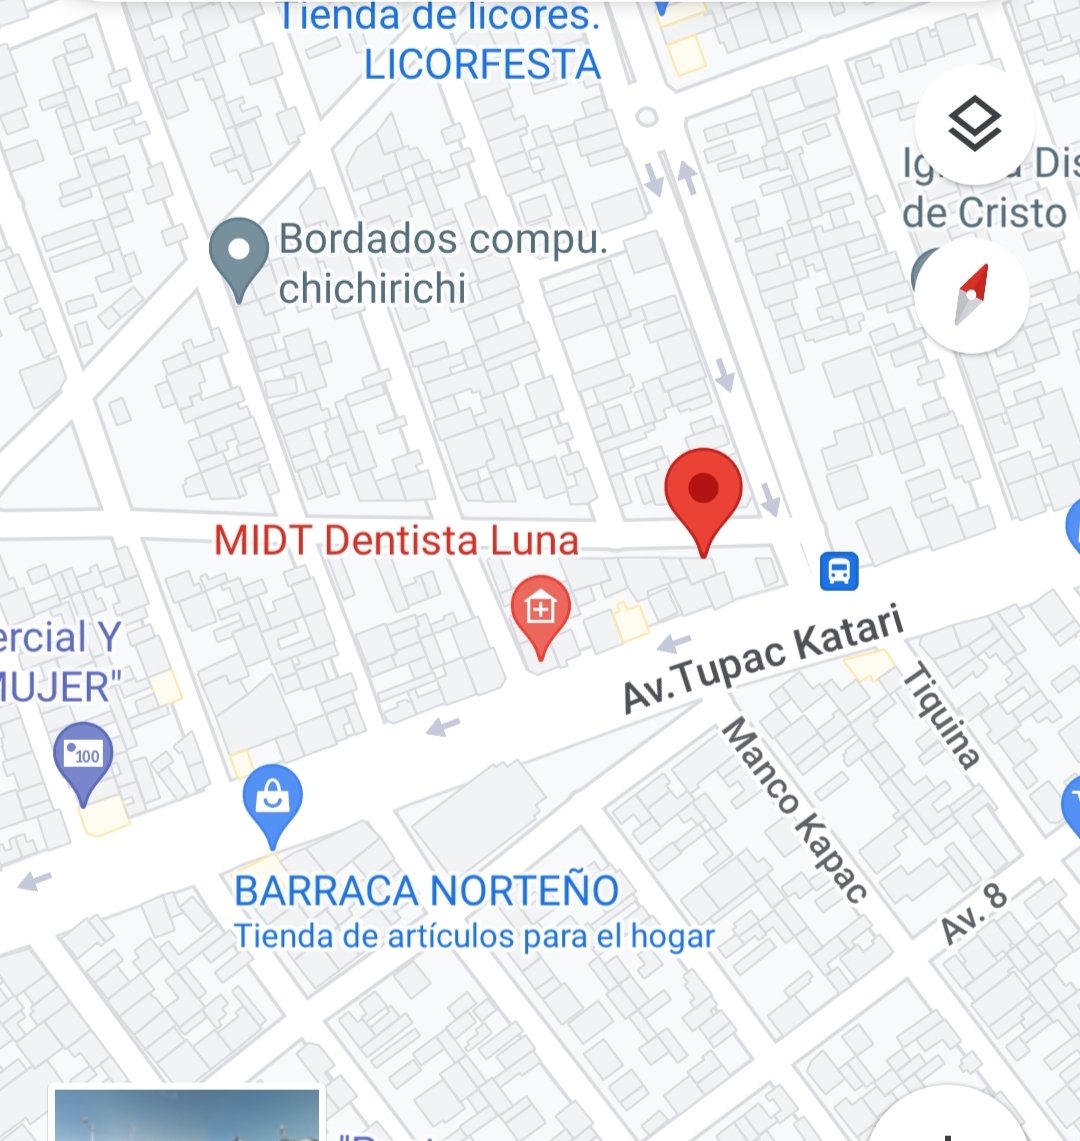 Tienda de licores.
LICORFESTA
de Cristo
Bordados compu.
chichirichi
MIDT Dentista Luna
Av.Tupac Katari
Tiquina
MUJER"
100
Manco Kapac
BARRACA NORTEÑO
Tienda de artículos para el hogar
Av. 8